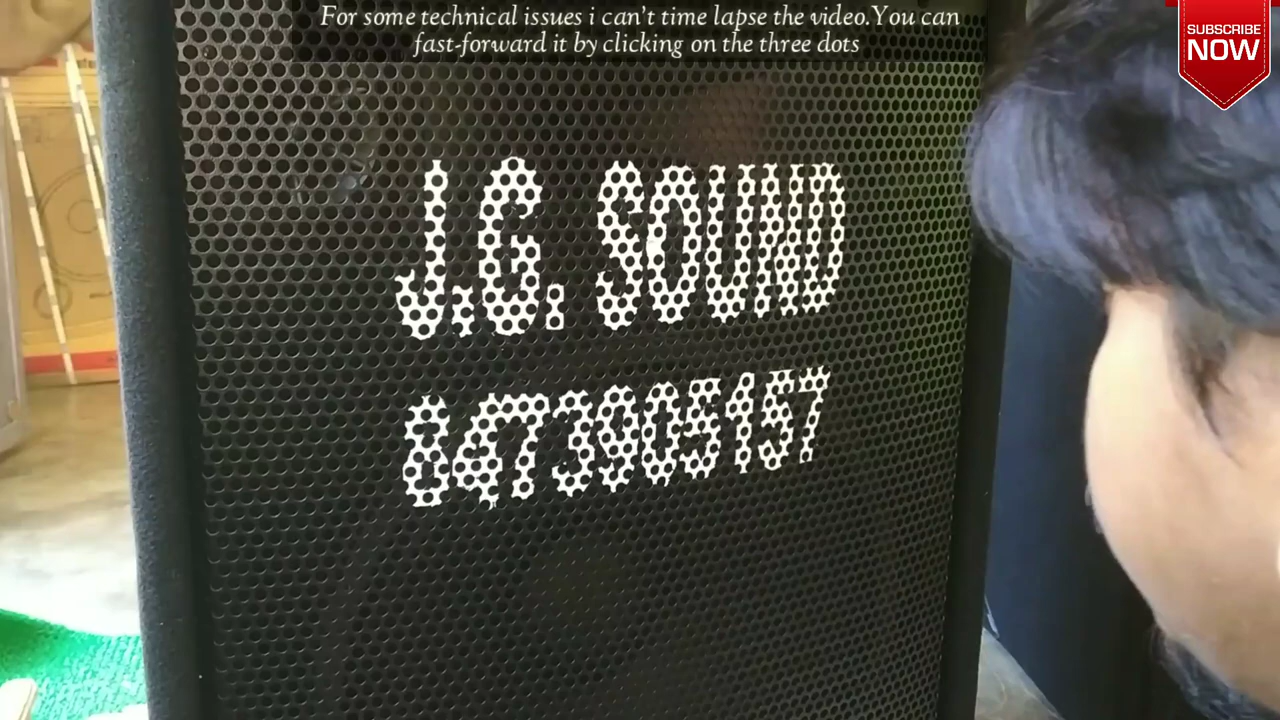 For some technical issues i can't time lapse the video.You can
fast-forward it by clicking on the three dots
SUBSCRIBE
NOW
J.G. SOUND
8473905157